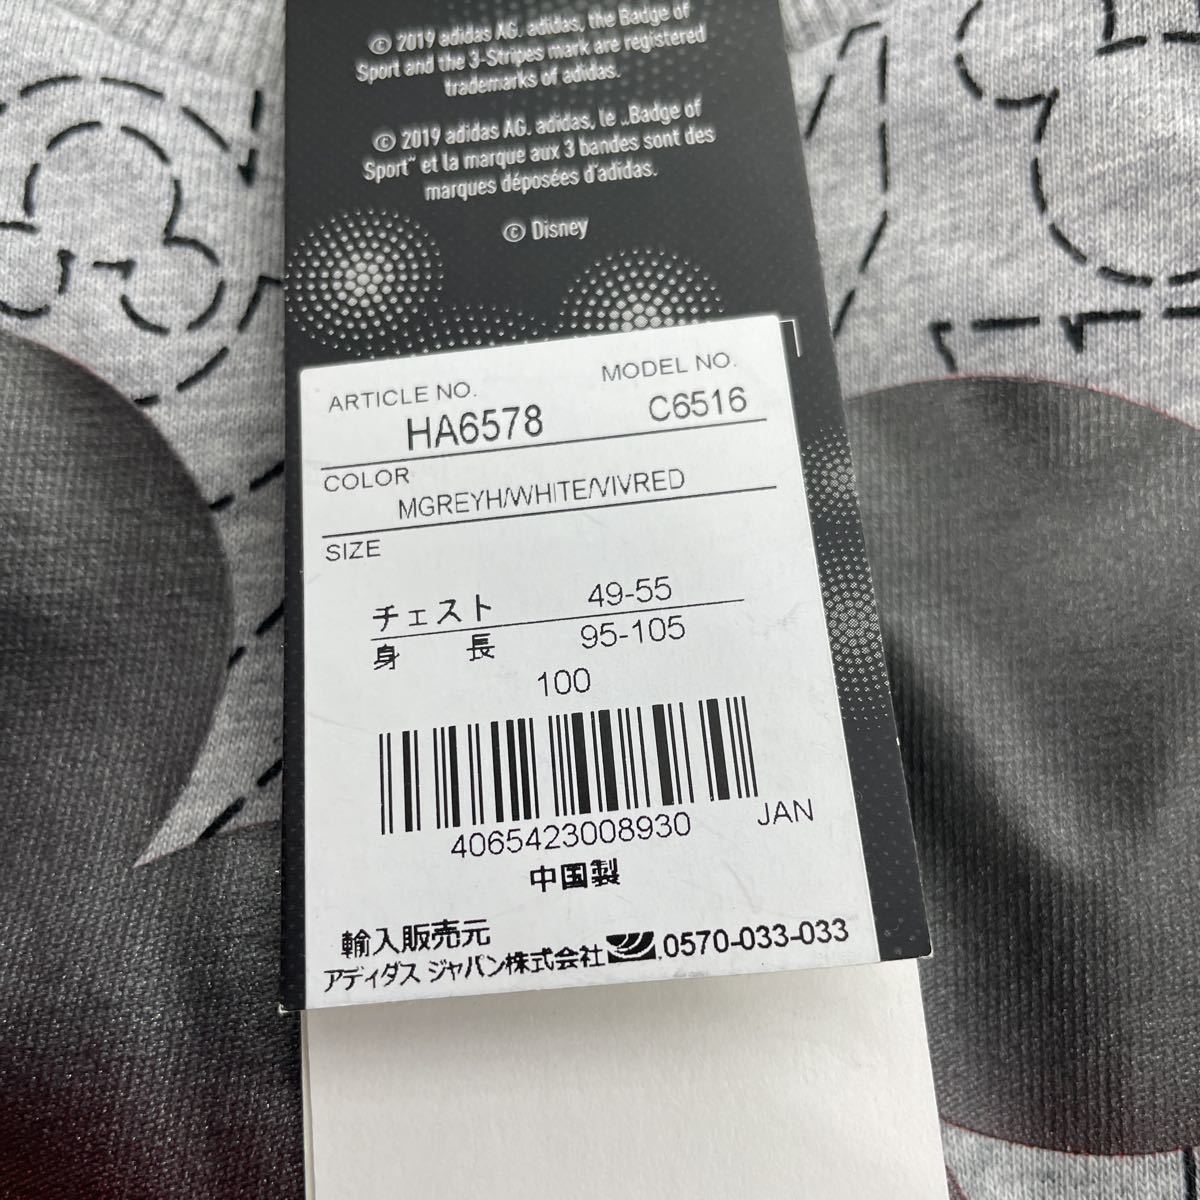 © 2019 adidas AG. adidas, the Badge of
Sport and the 3-Stripes mark are registered
trademarks of adidas.
© 2019 adidas AG. adidas, le „Badge of
Sport" et la marque aux 3 bandes sont des
marques déposées d'adidas.
© Disney
ARTICLE NO. MODEL NO.
HA6578 C6516
COLOR
MGREYH/WHITE/VIVRED
SIZE
チェスト 49-55
身長 95-105
100
4065423008930 JAN
中国製
輸入販売元
アディダス ジャパン株式会社 0570-033-033